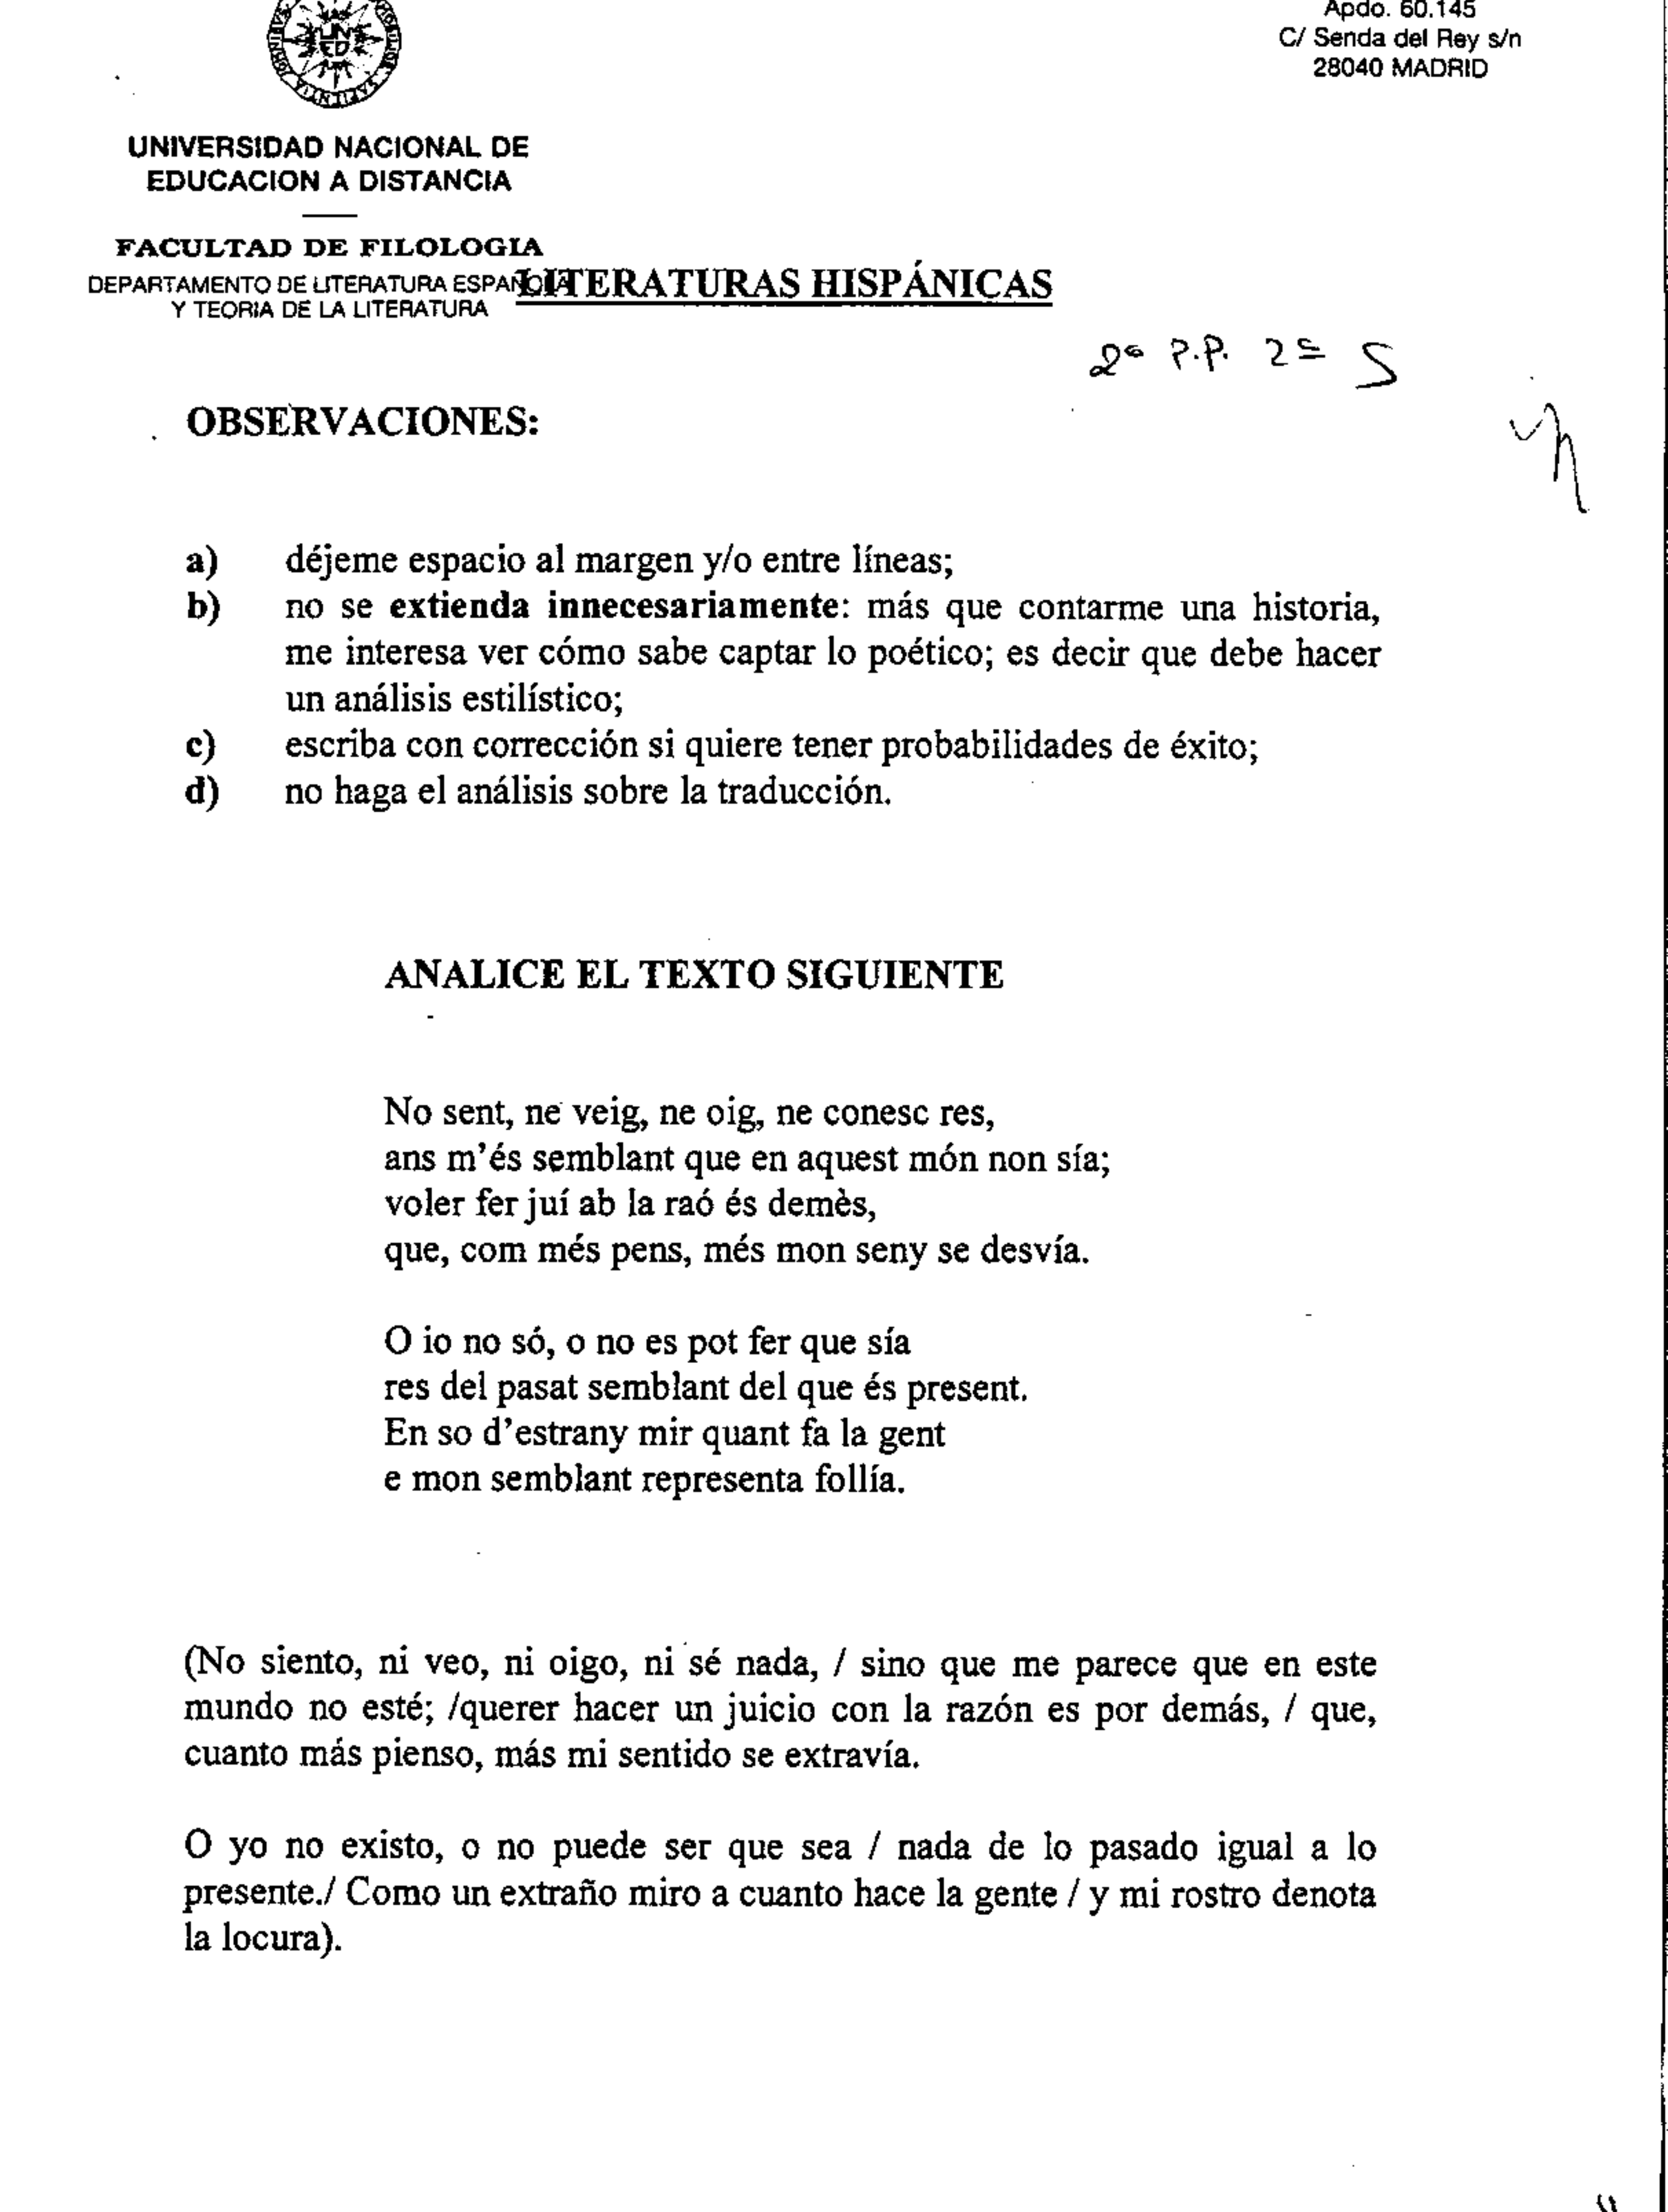 Apdo. 60.145
C/ Senda del Rey s/n
28040 MADRID
UNED
UNIVERSIDAD NACIONAL DE
EDUCACION A DISTANCIA
FACULTAD DE FILOLOGIA
DEPARTAMENTO DE LITERATURA ESPAÑOLA
Y TEORIA DE LA LITERATURA
LITERATURAS HISPÁNICAS
2ª P.P. 2ª S
OBSERVACIONES:
a) déjeme espacio al margen y/o entre líneas;
b) no se extienda innecesariamente: más que contarme una historia,
me interesa ver cómo sabe captar lo poético; es decir que debe hacer
un análisis estilístico;
c) escriba con corrección si quiere tener probabilidades de éxito;
d) no haga el análisis sobre la traducción.
ANALICE EL TEXTO SIGUIENTE
No sent, ne veig, ne oig, ne conesc res,
ans m'és semblant que en aquest món non sía;
voler fer juí ab la raó és demès,
que, com més pens, més mon seny se desvía.
O io no só, o no es pot fer que sía
res del pasat semblant del que és present.
En so d'estrany mir quant fa la gent
e mon semblant representa follía.
(No siento, ni veo, ni oigo, ni sé nada, / sino que me parece que en este
mundo no esté; /querer hacer un juicio con la razón es por demás, / que,
cuanto más pienso, más mi sentido se extravía.
O yo no existo, o no puede ser que sea / nada de lo pasado igual a lo
presente./ Como un extraño miro a cuanto hace la gente / y mi rostro denota
la locura).